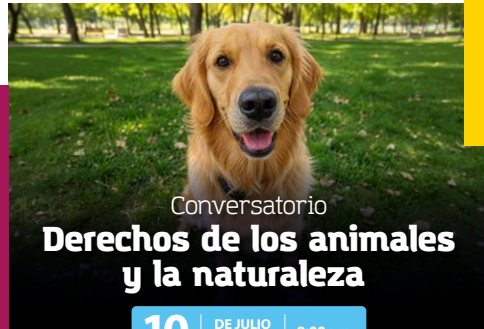 Conversatorio
Derechos de los animales
y la naturaleza
10
DE JULIO